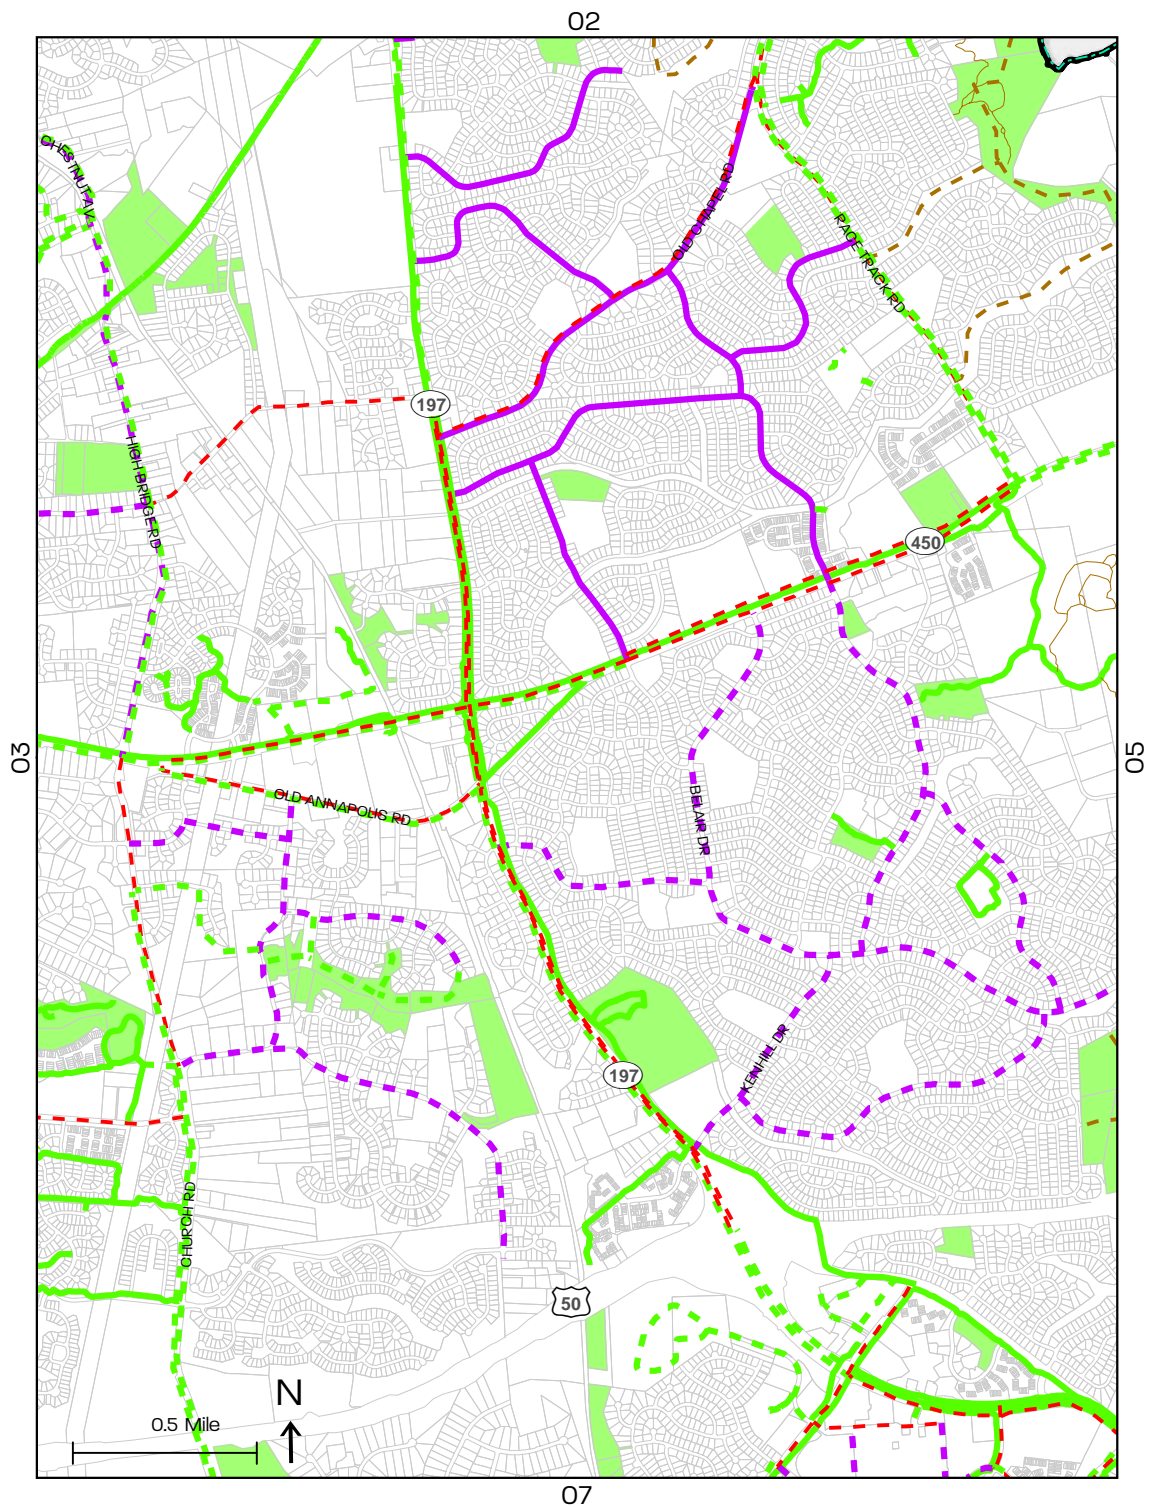 02
CHESTNUT AV
OLD CHAPEL RD
RACE TRACK RD
197
HIGH BRIDGE RD
450
03
05
OLD ANNAPOLIS RD
BELAIR DR
KENHILL DR
197
CHURCH RD
50
N
0.5 Mile
07